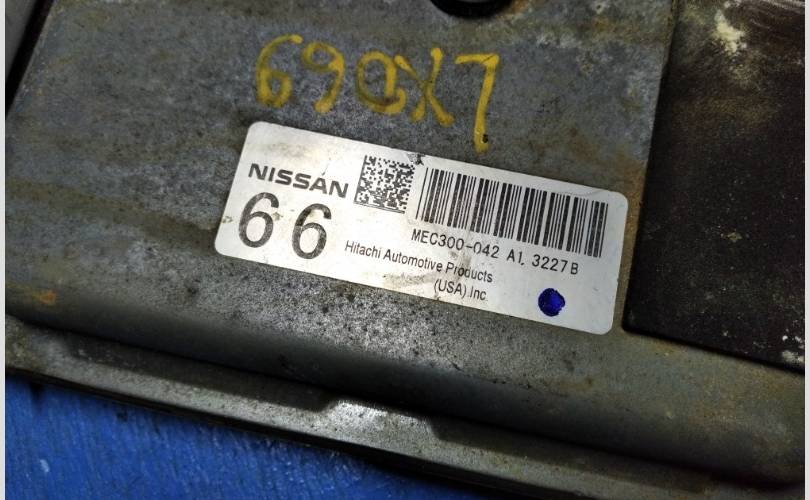 690X7
NISSAN
66
MEC300-042 A1 3227B
Hitachi Automotive Products
(USA).Inc.